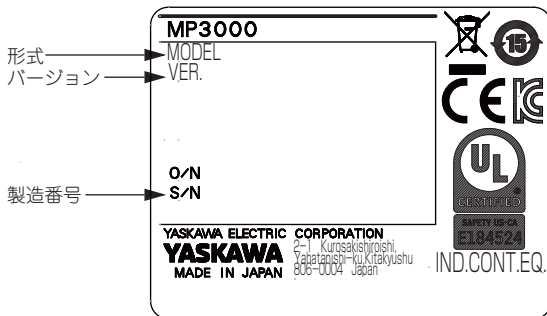 MP3000
形式
MODEL
バージョン
VER.
15
CE
O/N
製造番号
S/N
UL
CERTIFIED
SAFETY US-CA
E184524
YASKAWA ELECTRIC CORPORATION
YASKAWA
MADE IN JAPAN
2-1 Kurosakishiroishi,
Yahatanishi-ku,Kitakyushu
806-0004 Japan
IND.CONT.EQ.